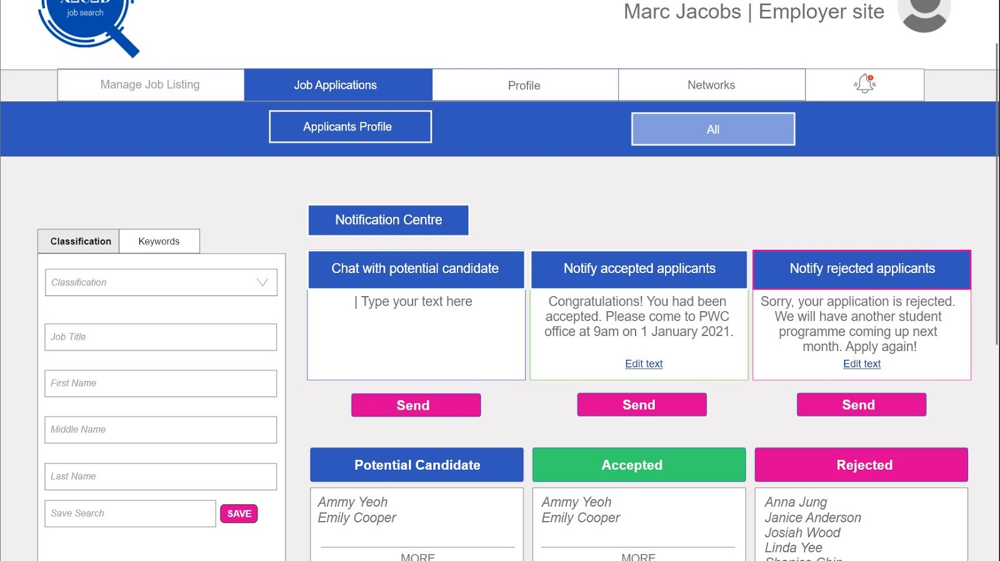 job search
Marc Jacobs | Employer site
Manage Job Listing
Job Applications
Profile
Networks
Applicants Profile
All
Notification Centre
Classification
Keywords
Classification
Job Title
First Name
Middle Name
Last Name
Save Search
SAVE
Chat with potential candidate
| Type your text here
Send
Notify accepted applicants
Congratulations! You had been
accepted. Please come to PWC
office at 9am on 1 January 2021.
Edit text
Send
Notify rejected applicants
Sorry, your application is rejected.
We will have another student
programme coming up next
month. Apply again!
Edit text
Send
Potential Candidate
Ammy Yeoh
Emily Cooper
MORE
Accepted
Ammy Yeoh
Emily Cooper
MORE
Rejected
Anna Jung
Janice Anderson
Josiah Wood
Linda Yee